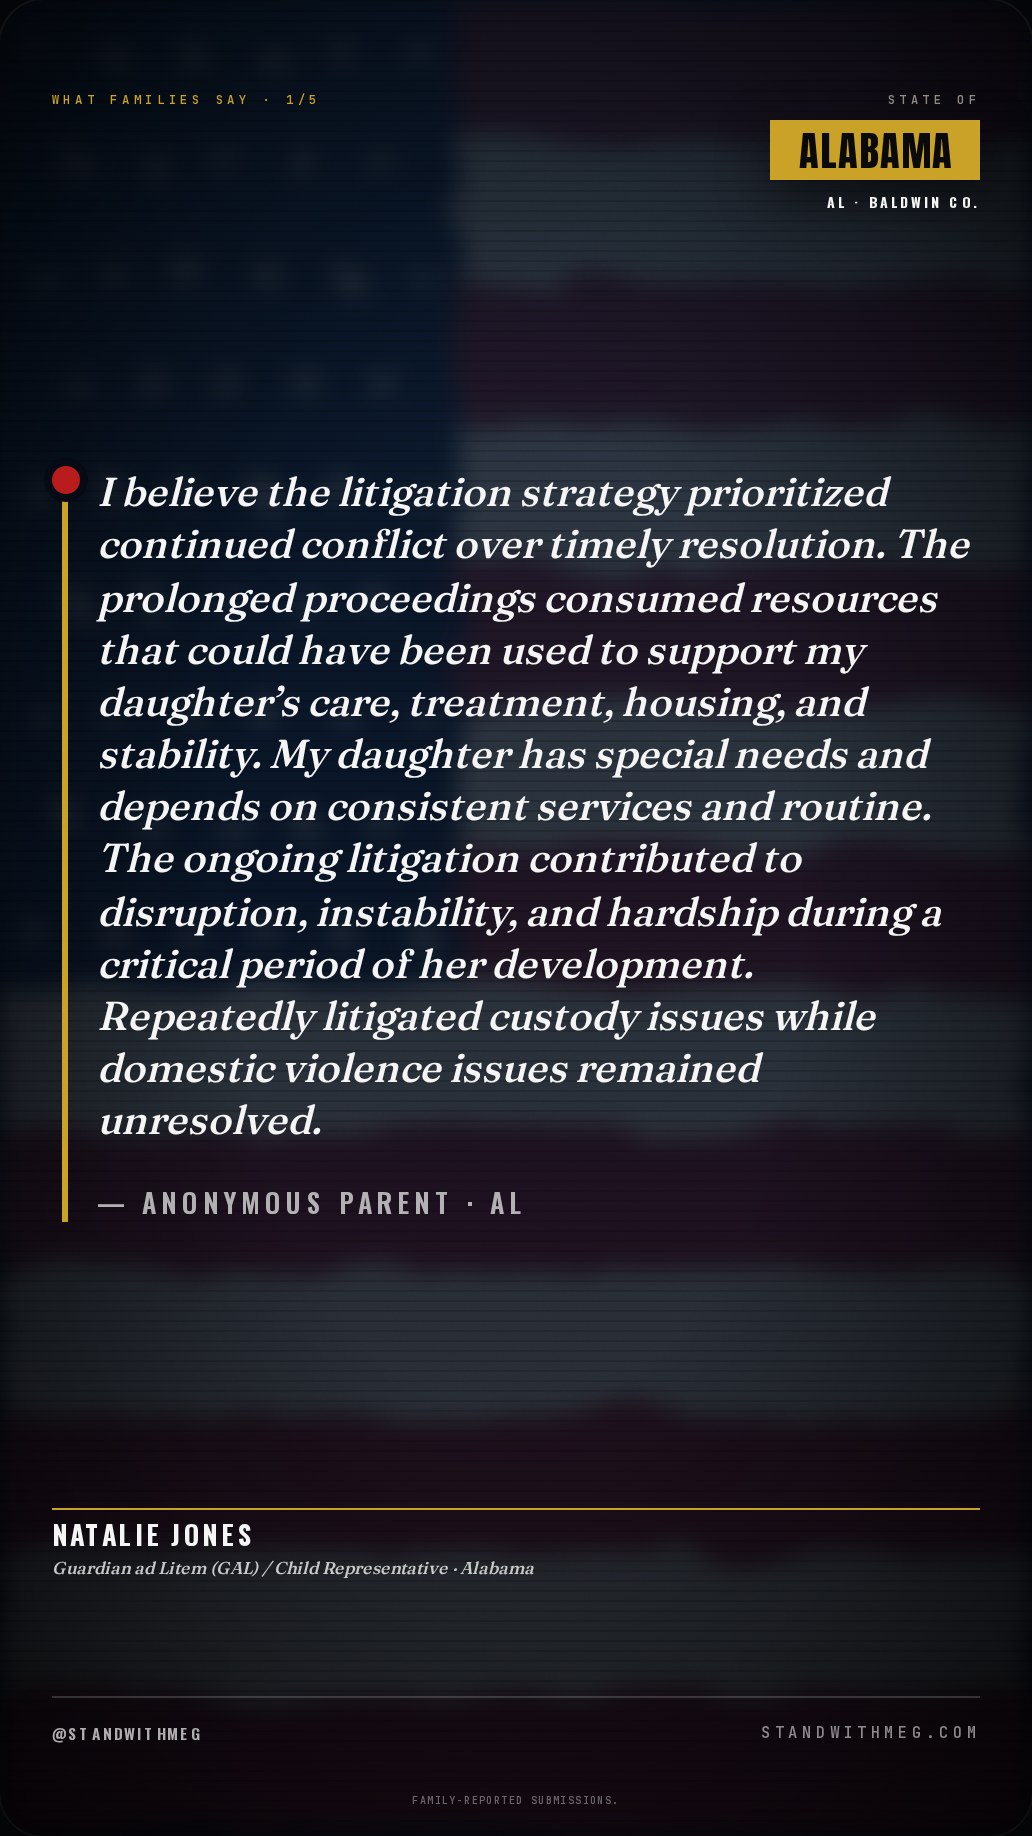 WHAT FAMILIES SAY · 1/5
STATE OF
ALABAMA
AL · BALDWIN CO.
I believe the litigation strategy prioritized
continued conflict over timely resolution. The
prolonged proceedings consumed resources
that could have been used to support my
daughter’s care, treatment, housing, and
stability. My daughter has special needs and
depends on consistent services and routine.
The ongoing litigation contributed to
disruption, instability, and hardship during a
critical period of her development.
Repeatedly litigated custody issues while
domestic violence issues remained
unresolved.
— ANONYMOUS PARENT · AL
NATALIE JONES
Guardian ad Litem (GAL) / Child Representative · Alabama
@STANDWITHMEG
STANDWITHMEG.COM
FAMILY-REPORTED SUBMISSIONS.